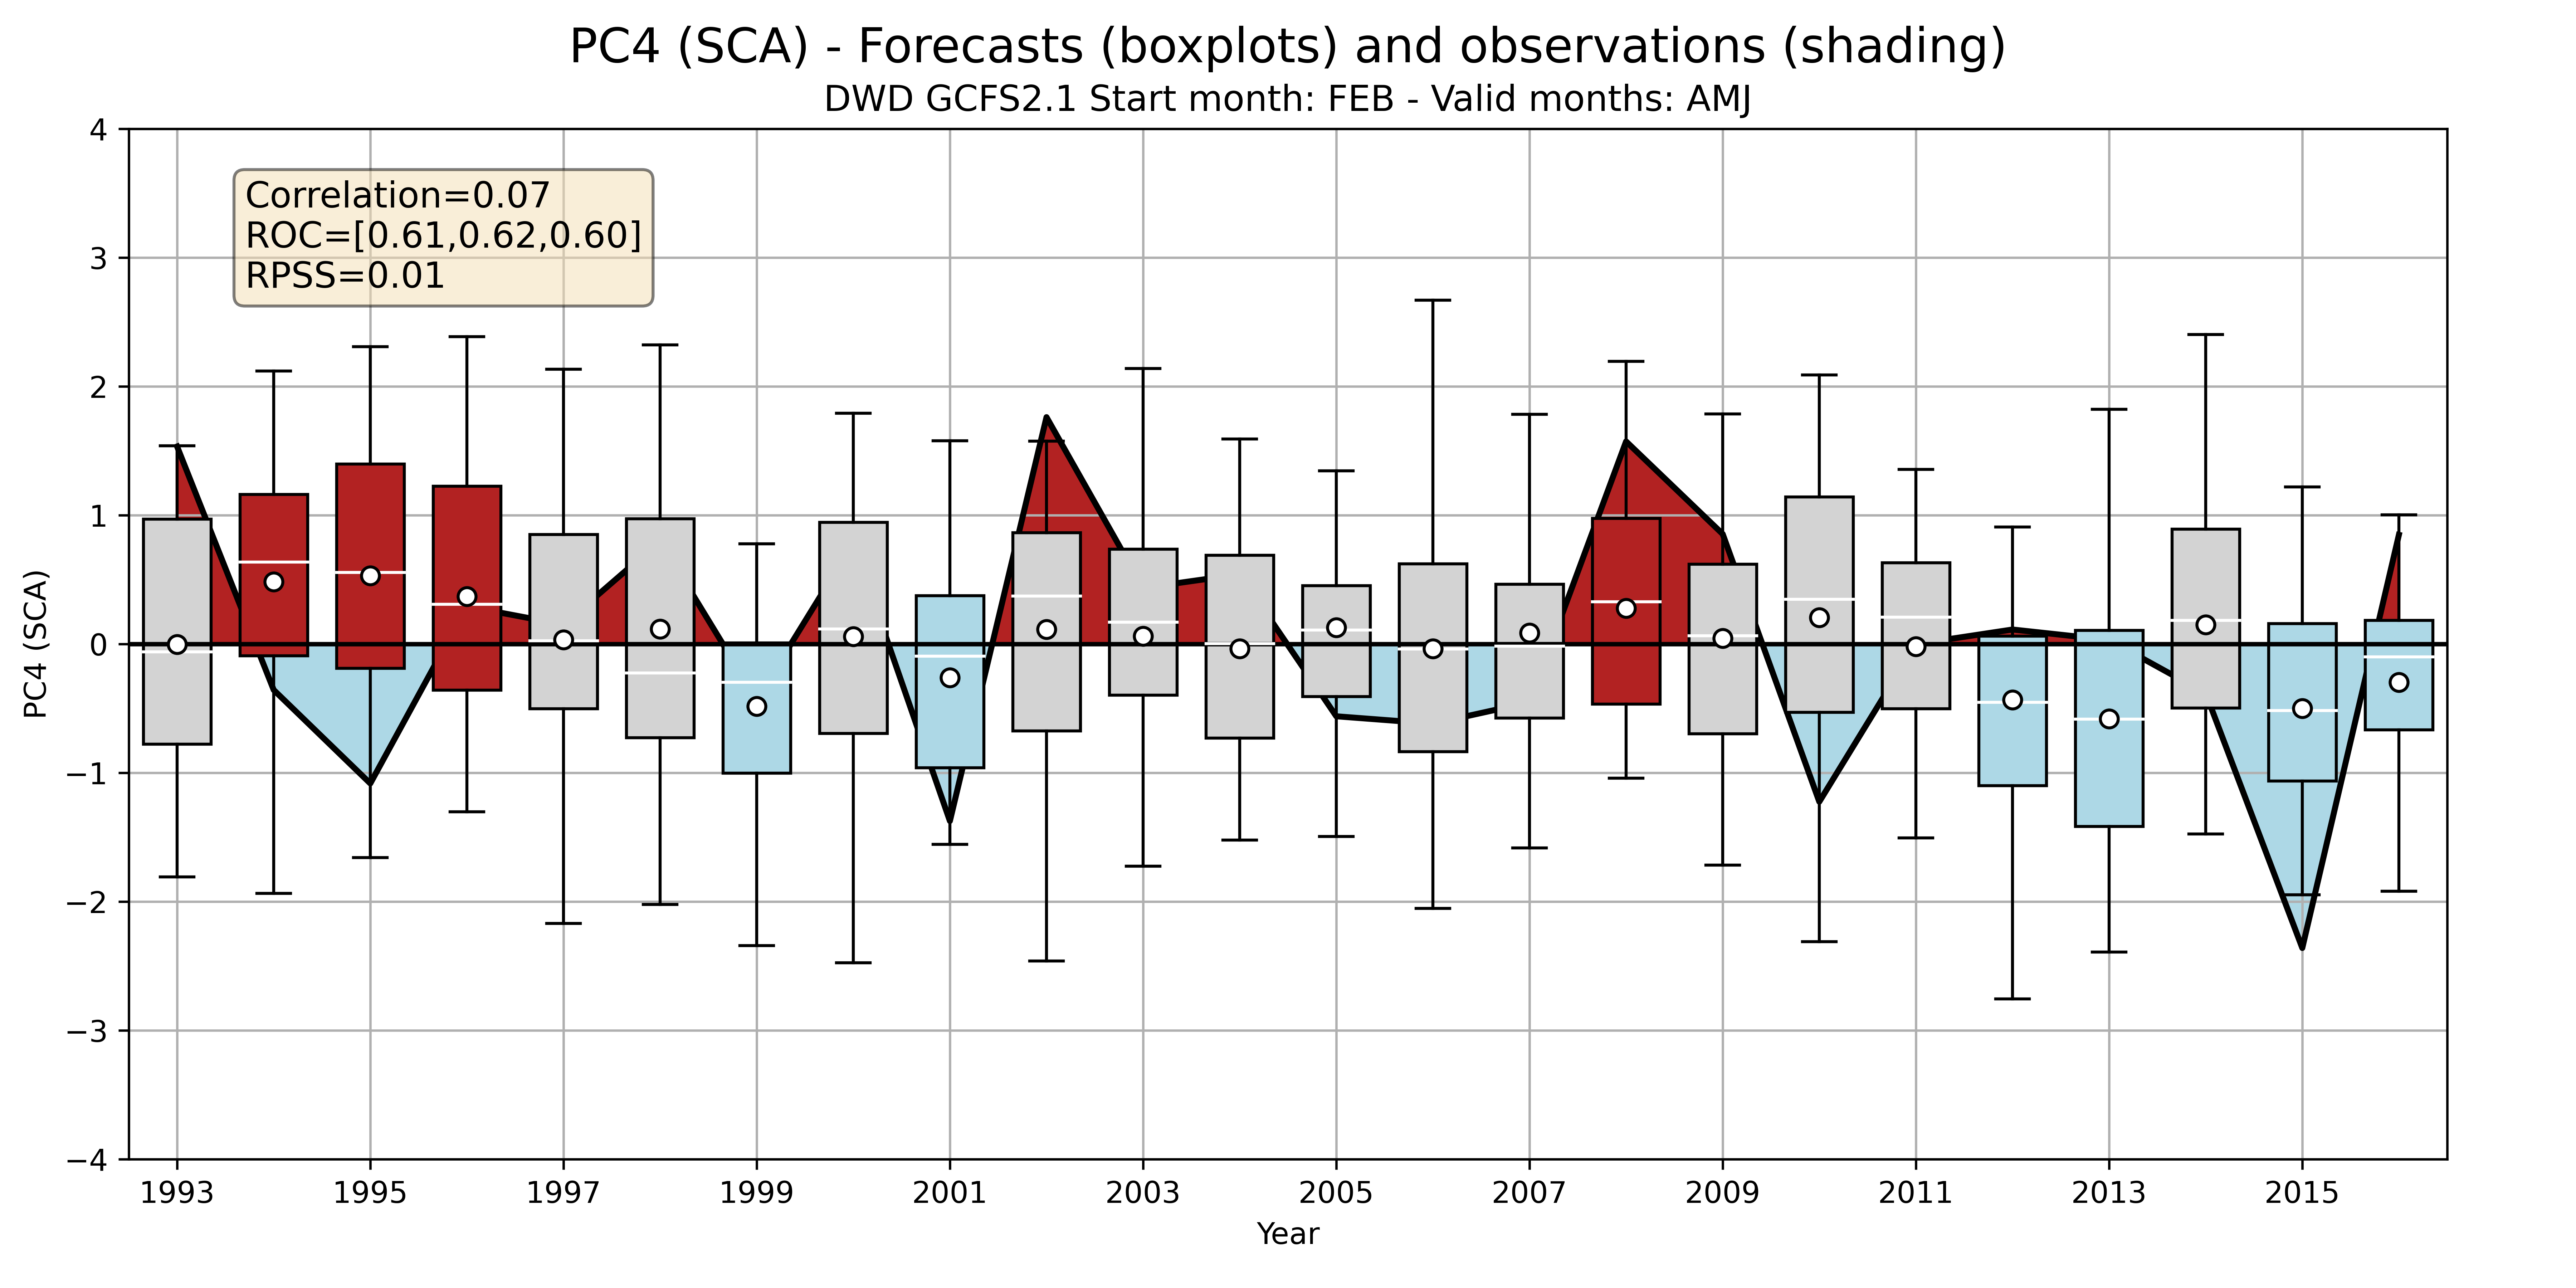 PC4 (SCA) - Forecasts (boxplots) and observations (shading)
DWD GCFS2.1 Start month: FEB - Valid months: AMJ
Correlation=0.07
ROC=[0.61,0.62,0.60]
RPSS=0.01
PC4 (SCA)
4
3
2
1
0
−1
−2
−3
−4
1993 1995 1997 1999 2001 2003 2005 2007 2009 2011 2013 2015
Year